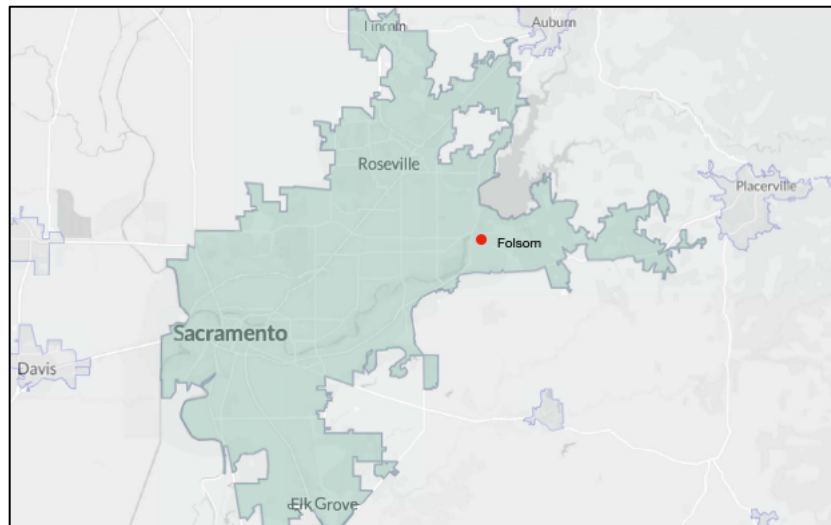 Lincoln
Auburn
Roseville
Placerville
Folsom
Sacramento
Davis
Elk Grove